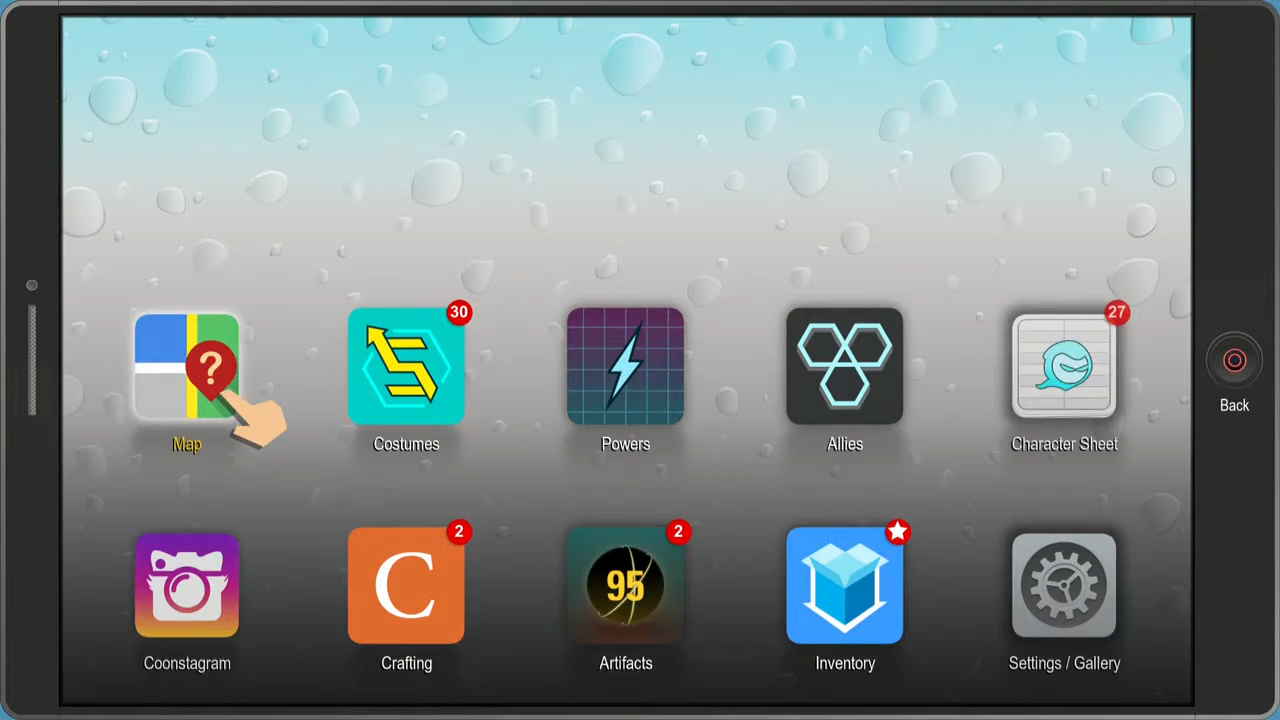 ?
30
27
Map
Costumes
Powers
Allies
Character Sheet
Back
2
2
C
95
Coonstagram
Crafting
Artifacts
Inventory
Settings / Gallery